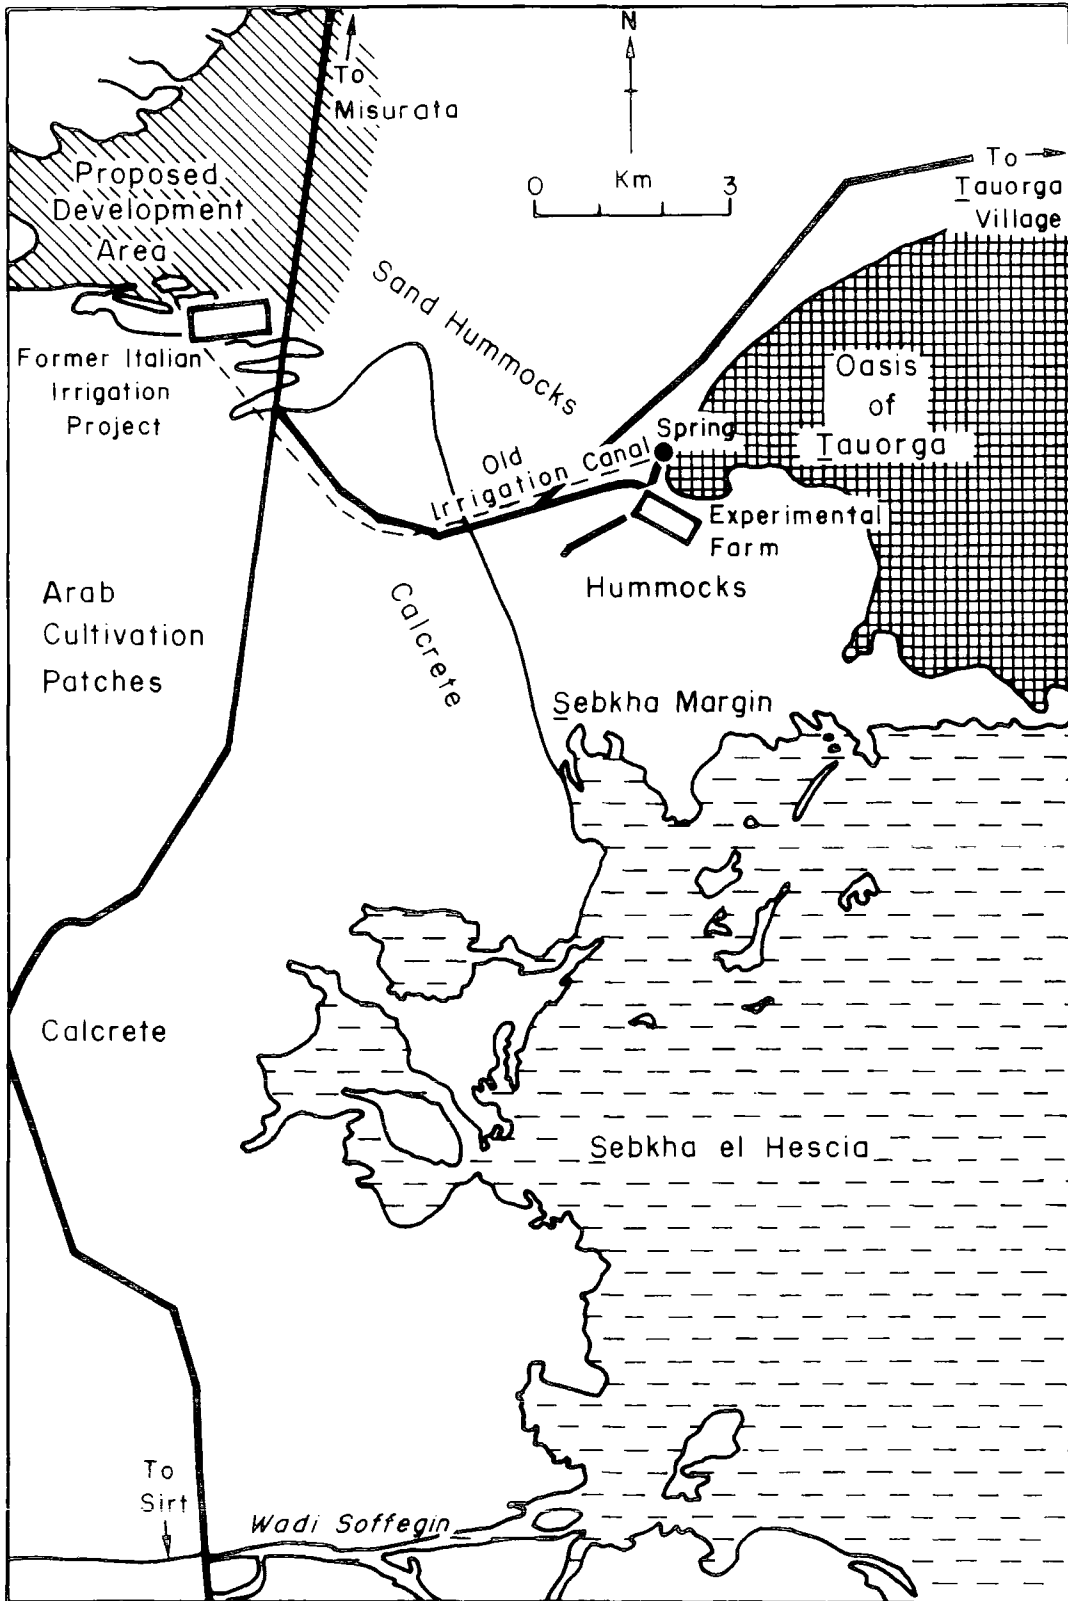 N
To
Misurata
To
Tauorga
Village
0 Km 3
Proposed
Development
Area
Sand Hummocks
Former Italian
Irrigation
Project
Oasis
of
Tauorga
Spring
Old
Irrigation Canal
Experimental
Farm
Hummocks
Arab
Cultivation
Patches
Calcrete
Sebkha Margin
Calcrete
Sebkha el Hescia
To
Sirt
Wadi Soffegin